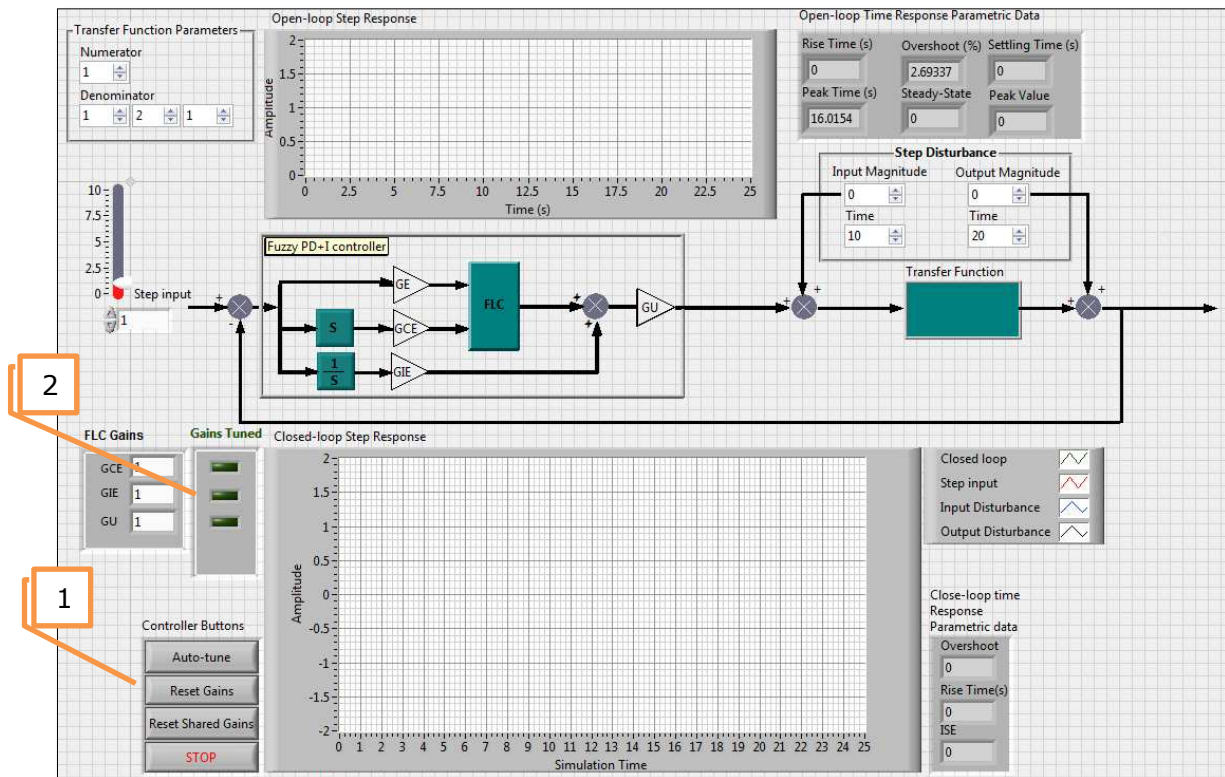 Transfer Function Parameters
Numerator
1
Denominator
1 2 1
Open-loop Step Response
Amplitude
2
1.5
1
0.5
0
0 2.5 5 7.5 10 12.5 15 17.5 20 22.5 25
Time (s)
Open-loop Time Response Parametric Data
Rise Time (s) Overshoot (%) Settling Time (s)
0 2.69337 0
Peak Time (s) Steady-State Peak Value
16.0154 0 0
Step Disturbance
Input Magnitude Output Magnitude
0 0
Time Time
10 20
10
7.5
5
2.5
0
Step input
1
+
-
Fuzzy PD+I controller
GE
S
GCE
1
S
GIE
FLC
+
+
GU
+
+
Transfer Function
+
+
2
FLC Gains
GCE 1
GIE 1
GU 1
Gains Tuned
Closed-loop Step Response
Amplitude
2
1.5
1
0.5
0
-0.5
-1
-1.5
-2
0 1 2 3 4 5 6 7 8 9 10 11 12 13 14 15 16 17 18 19 20 21 22 23 24 25
Simulation Time
Closed loop
Step input
Input Disturbance
Output Disturbance
1
Controller Buttons
Auto-tune
Reset Gains
Reset Shared Gains
STOP
Close-loop time
Response
Parametric data
Overshoot
0
Rise Time(s)
0
ISE
0